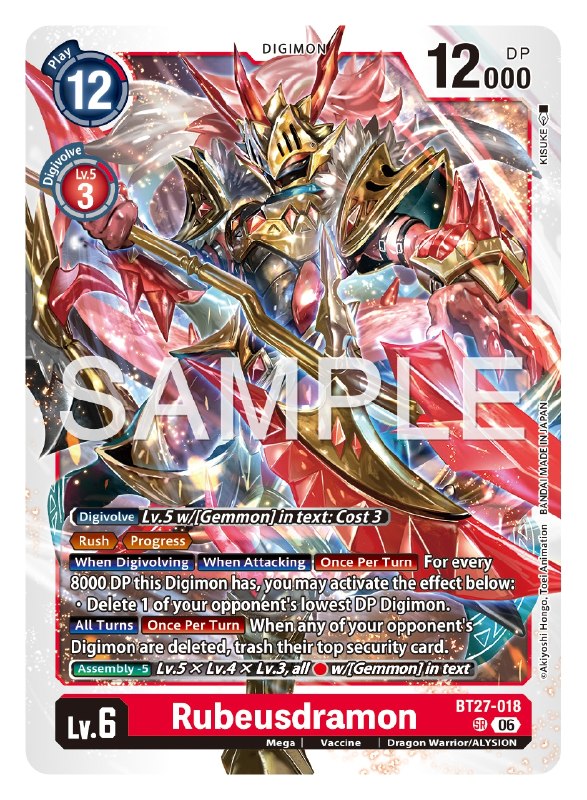 DIGIMON
Play
12
12000
DP
Digivolve
Lv.5
3
KISUKE
SAMPLE
©Akiyoshi Hongo, Toei Animation BANDAI MADE IN JAPAN
Digivolve Lv.5 w/[Gemmon] in text: Cost 3
Rush Progress
When Digivolving When Attacking Once Per Turn For every
8000 DP this Digimon has, you may activate the effect below:
・Delete 1 of your opponent's lowest DP Digimon.
All Turns Once Per Turn When any of your opponent's
Digimon are deleted, trash their top security card.
Assembly -5 Lv.5 × Lv.4 × Lv.3, all 🔴 w/[Gemmon] in text
Lv.6
Rubeusdramon
BT27-018
SR 06
Mega | Vaccine | Dragon Warrior/ALYSION